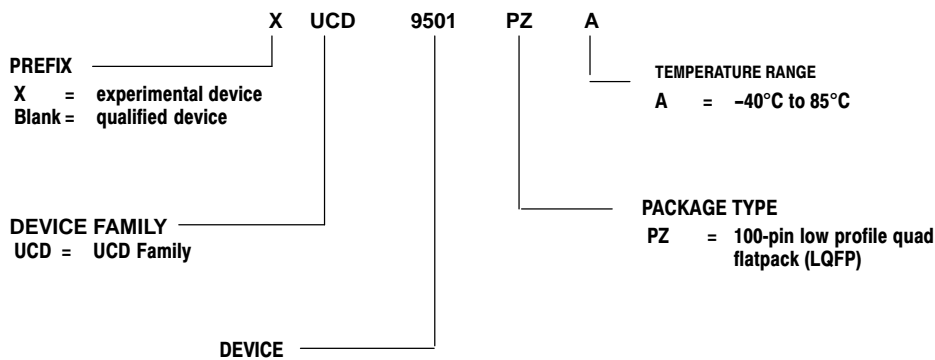 X UCD 9501 PZ A
PREFIX
X = experimental device
Blank = qualified device
TEMPERATURE RANGE
A = −40°C to 85°C
DEVICE FAMILY
UCD = UCD Family
PACKAGE TYPE
PZ = 100-pin low profile quad
flatpack (LQFP)
DEVICE